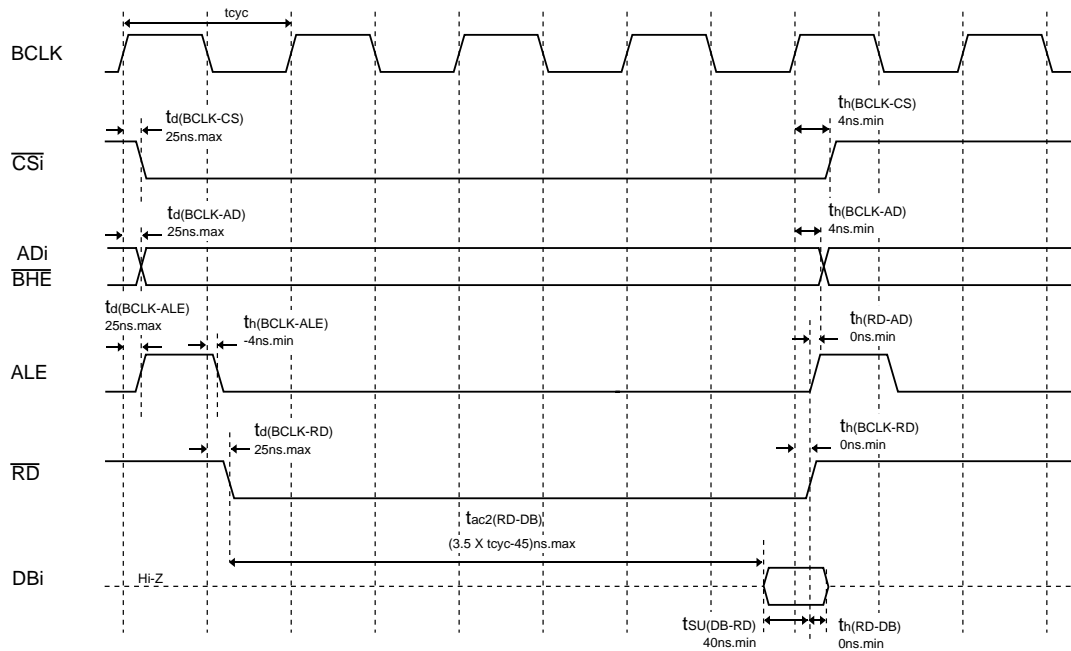 tcyc
BCLK
td(BCLK-CS)
25ns.max
th(BCLK-CS)
4ns.min
CSi
td(BCLK-AD)
25ns.max
th(BCLK-AD)
4ns.min
ADi
BHE
td(BCLK-ALE)
25ns.max
th(BCLK-ALE)
-4ns.min
th(RD-AD)
0ns.min
ALE
td(BCLK-RD)
25ns.max
th(BCLK-RD)
0ns.min
RD
tac2(RD-DB)
(3.5 X tcyc-45)ns.max
DBi
Hi-Z
tSU(DB-RD)
40ns.min
th(RD-DB)
0ns.min